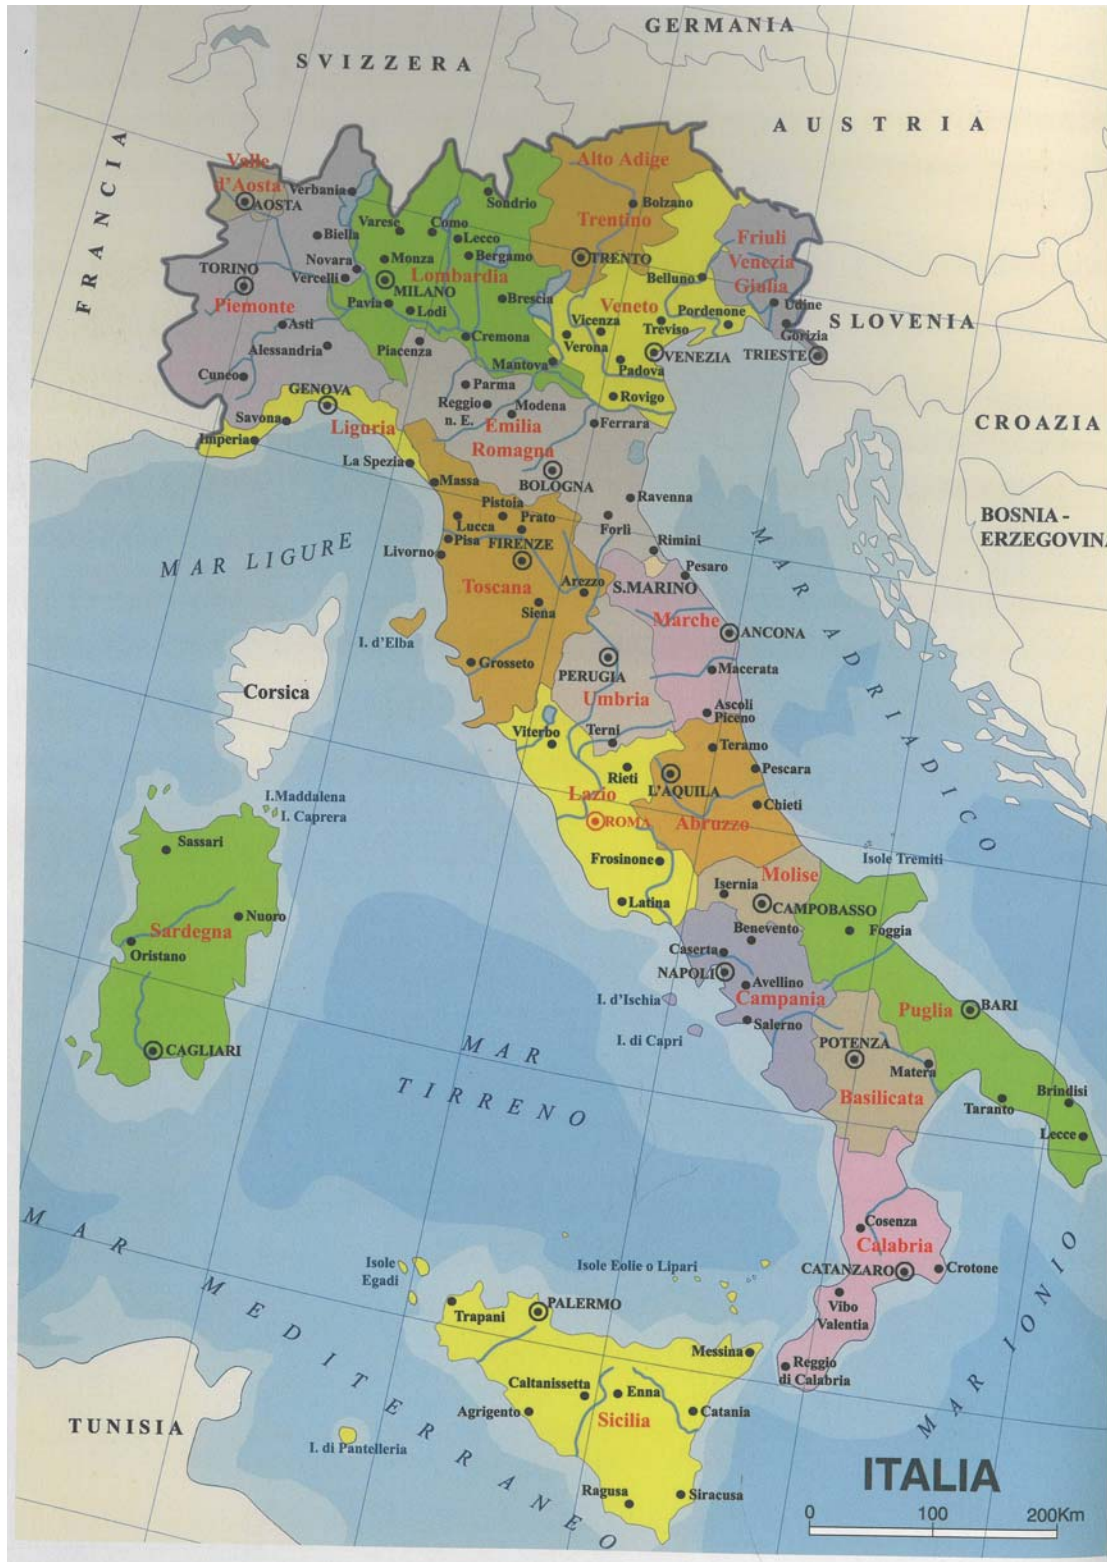 GERMANIA
SVIZZERA
AUSTRIA
FRANCIA
Valle
d'Aosta
AOSTA
Verbania
Alto Adige
Sondrio
Bolzano
Trentino
Varese
Como
Biella
Lecco
Friuli
Venezia
Giulia
Novara
Monza
Bergamo
TRENTO
TORINO
Vercelli
Lombardia
Belluno
MILANO
Piemonte
Pavia
Lodi
Brescia
Veneto
Pordenone
Udine
Vicenza
Treviso
Gorizia
SLOVENIA
Asti
Cremona
Verona
Alessandria
Piacenza
VENEZIA
TRIESTE
Mantova
Padova
Cuneo
GENOVA
Parma
Rovigo
Reggio
n. E.
Modena
Savona
Liguria
Emilia
Romagna
Ferrara
CROAZIA
Imperia
La Spezia
Massa
BOLOGNA
Pistoia
Ravenna
Lucca
Prato
BOSNIA -
ERZEGOVINA
Forlì
MAR LIGURE
Pisa
FIRENZE
Rimini
Livorno
Pesaro
Toscana
Arezzo
S.MARINO
Siena
Marche
ANCONA
MAR ADRIADICO
I. d'Elba
Grosseto
PERUGIA
Macerata
Corsica
Umbria
Ascoli
Piceno
Viterbo
Terni
Teramo
Rieti
Pescara
L'AQUILA
I.Maddalena
Lazio
I. Caprera
ROMA
Abruzzo
Chieti
Sassari
Frosinone
Isole Tremiti
Molise
Isernia
Latina
CAMPOBASSO
Nuoro
Sardegna
Benevento
Foggia
Oristano
Caserta
NAPOLI
Avellino
I. d'Ischia
Campania
Puglia
BARI
Salerno
I. di Capri
CAGLIARI
MAR
TIRRENO
POTENZA
Matera
Basilicata
Taranto
Brindisi
Lecce
MAR MEDITERRANEO
Cosenza
Calabria
Isole
Egadi
Isole Eolie o Lipari
CATANZARO
Crotone
MAR IONIO
Trapani
PALERMO
Vibo
Valentia
Messina
Reggio
di Calabria
Caltanissetta
Enna
TUNISIA
Agrigento
Sicilia
Catania
I. di Pantelleria
ITALIA
Ragusa
Siracusa
0 100 200Km